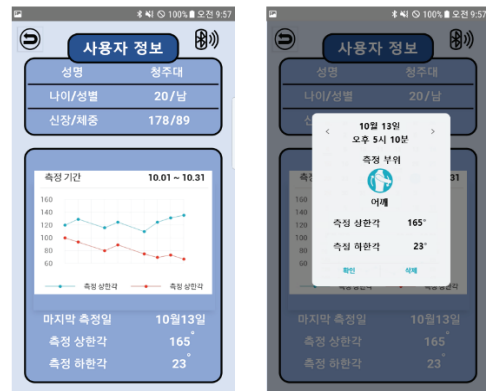 100% 오전 9:57
사용자 정보
성명 청주대
나이/성별 20/남
신장/체중 178/89
측정 기간 10.01 ~ 10.31
160
140
120
100
80
60
측정 상한각 측정 상한각
마지막 측정일 10월13일
측정 상한각 165°
측정 하한각 23°
100% 오전 9:57
사용자 정보
성명 청주대
나이/성별 20/남
10월 13일
오후 5시 10분
측정 부위
어깨
측정 상한각 165°
측정 하한각 23°
확인 삭제
31
160
140
120
100
80
60
마지막 측정일 10월13일
측정 상한각 165°
측정 하한각 23°